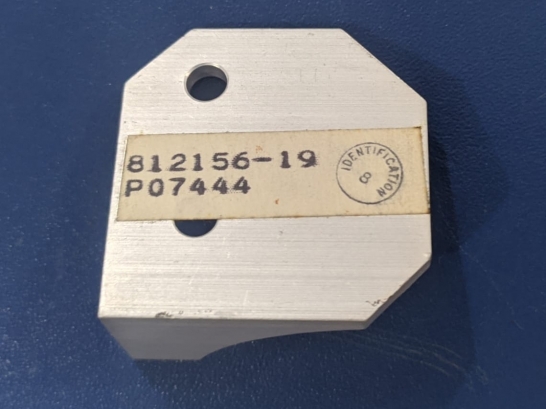 812156-19
P07444
IDENTIFICATION
8